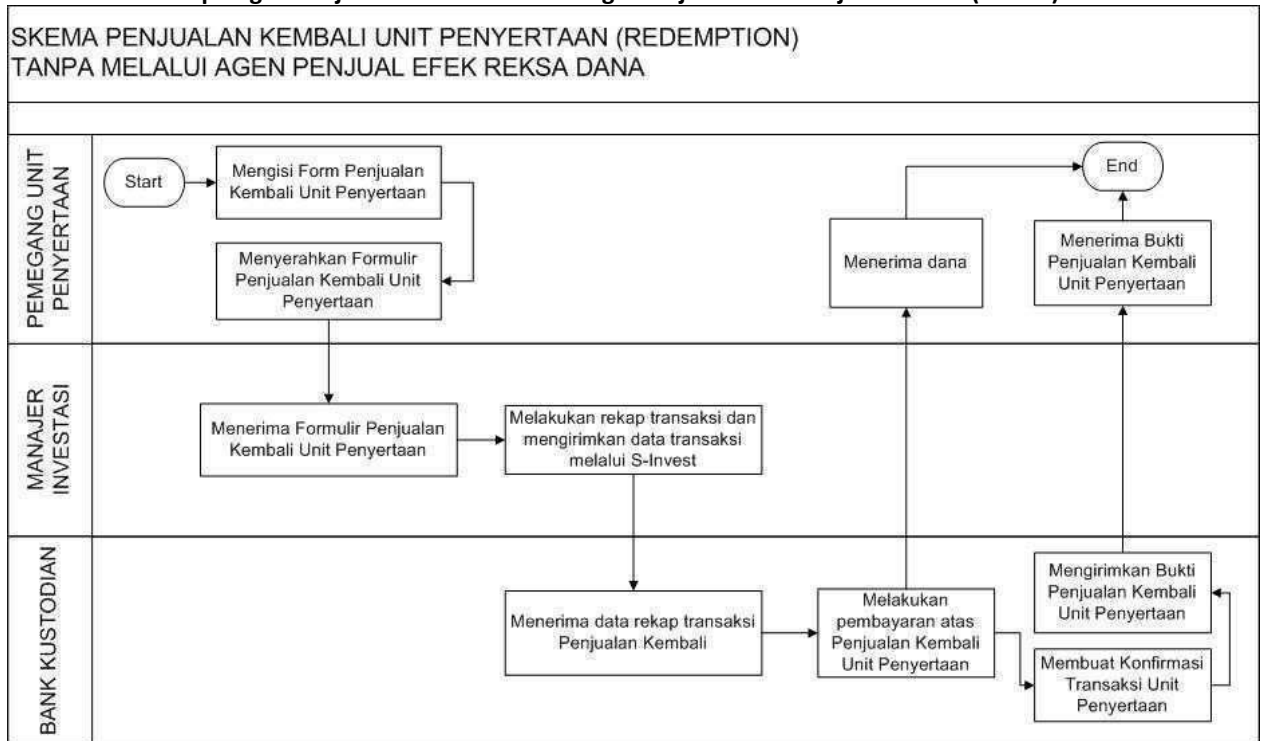 SKEMA PENJUALAN KEMBALI UNIT PENYERTAAN (REDEMPTION)
TANPA MELALUI AGEN PENJUAL EFEK REKSA DANA
PEMEGANG UNIT
PENYERTAAN
Start
Mengisi Form Penjualan
Kembali Unit Penyertaan
Menyerahkan Formulir
Penjualan Kembali Unit
Penyertaan
Menerima dana
End
Menerima Bukti
Penjualan Kembali
Unit Penyertaan
MANAJER
INVESTASI
Menerima Formulir Penjualan
Kembali Unit Penyertaan
Melakukan rekap transaksi dan
mengirimkan data transaksi
melalui S-Invest
BANK KUSTODIAN
Menerima data rekap transaksi
Penjualan Kembali
Melakukan
pembayaran atas
Penjualan Kembali
Unit Penyertaan
Mengirimkan Bukti
Penjualan Kembali
Unit Penyertaan
Membuat Konfirmasi
Transaksi Unit
Penyertaan